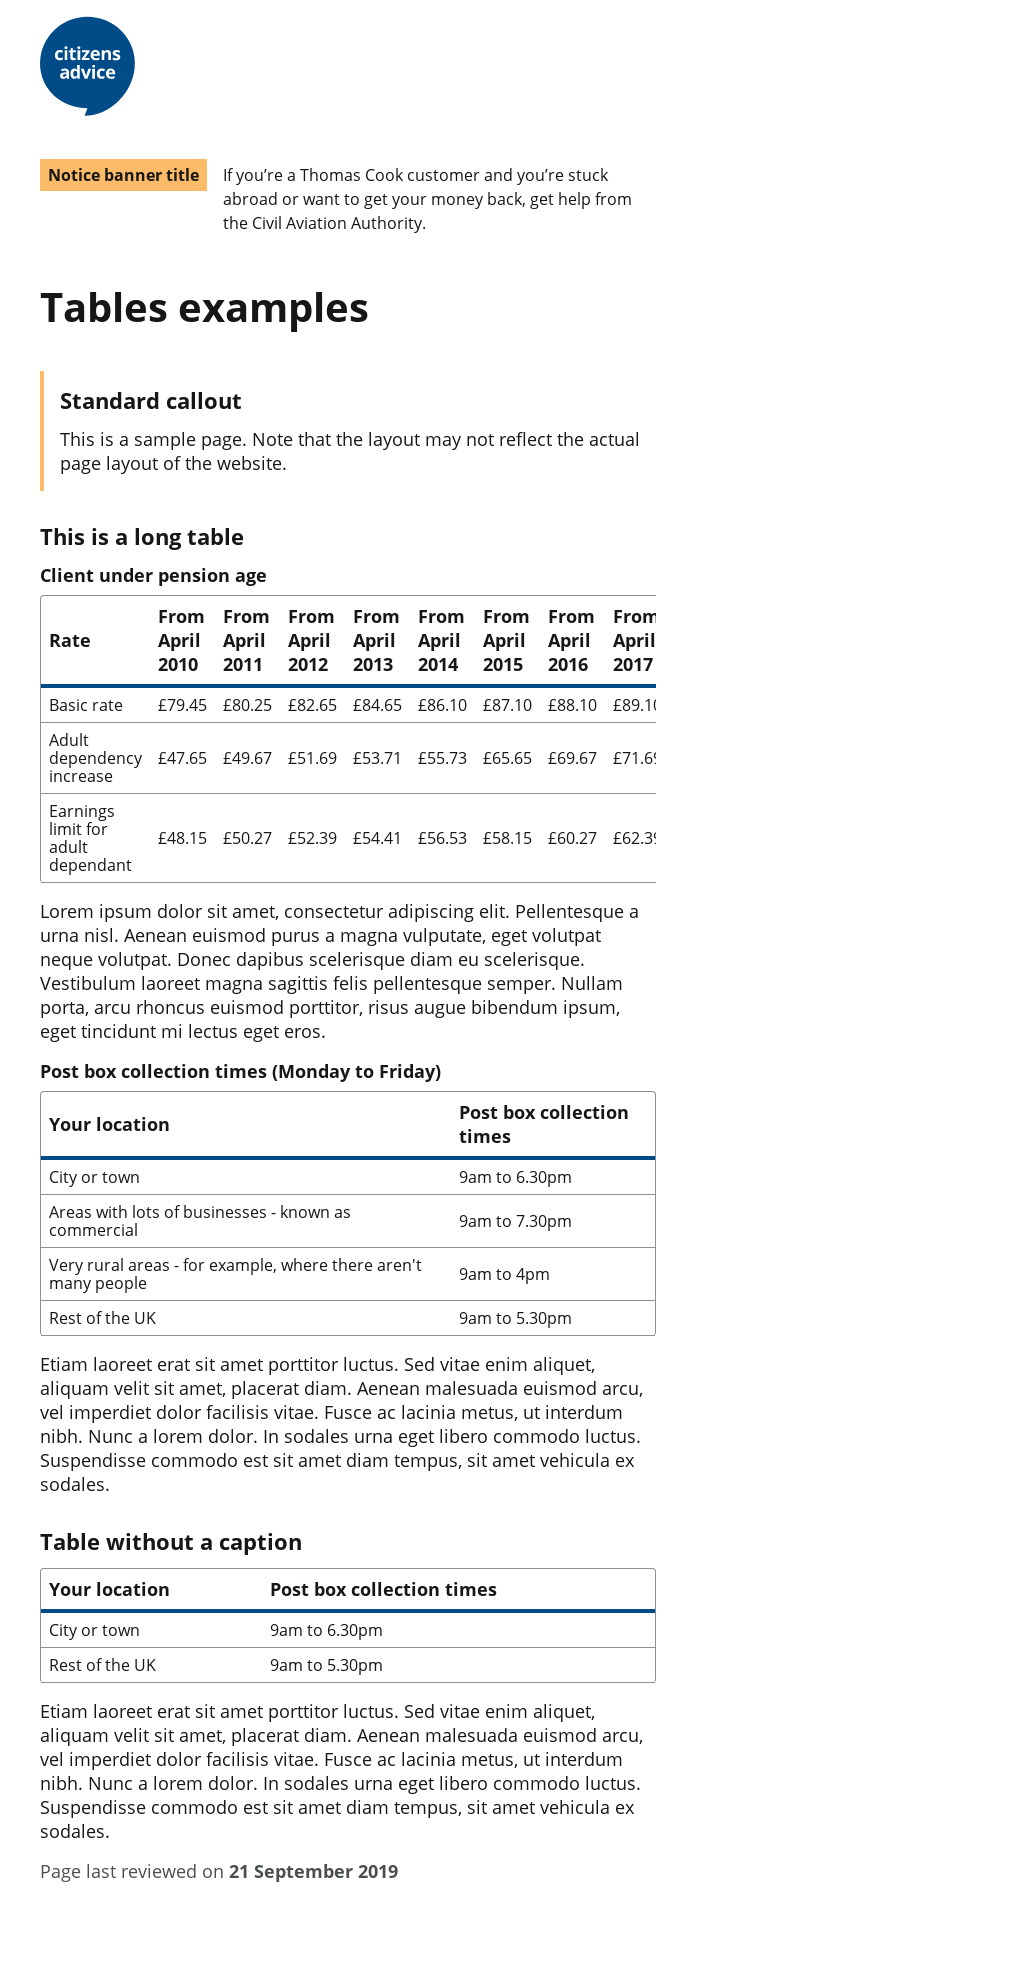 citizens
advice
Notice banner title
If you’re a Thomas Cook customer and you’re stuck
abroad or want to get your money back, get help from
the Civil Aviation Authority.
Tables examples
Standard callout
This is a sample page. Note that the layout may not reflect the actual
page layout of the website.
This is a long table
Client under pension age
Rate From April 2010 From April 2011 From April 2012 From April 2013 From April 2014 From April 2015 From April 2016 From April 2017
Basic rate £79.45 £80.25 £82.65 £84.65 £86.10 £87.10 £88.10 £89.10
Adult dependency increase £47.65 £49.67 £51.69 £53.71 £55.73 £65.65 £69.67 £71.69
Earnings limit for adult dependant £48.15 £50.27 £52.39 £54.41 £56.53 £58.15 £60.27 £62.39
Lorem ipsum dolor sit amet, consectetur adipiscing elit. Pellentesque a
urna nisl. Aenean euismod purus a magna vulputate, eget volutpat
neque volutpat. Donec dapibus scelerisque diam eu scelerisque.
Vestibulum laoreet magna sagittis felis pellentesque semper. Nullam
porta, arcu rhoncus euismod porttitor, risus augue bibendum ipsum,
eget tincidunt mi lectus eget eros.
Post box collection times (Monday to Friday)
Your location Post box collection times
City or town 9am to 6.30pm
Areas with lots of businesses - known as commercial 9am to 7.30pm
Very rural areas - for example, where there aren't many people 9am to 4pm
Rest of the UK 9am to 5.30pm
Etiam laoreet erat sit amet porttitor luctus. Sed vitae enim aliquet,
aliquam velit sit amet, placerat diam. Aenean malesuada euismod arcu,
vel imperdiet dolor facilisis vitae. Fusce ac lacinia metus, ut interdum
nibh. Nunc a lorem dolor. In sodales urna eget libero commodo luctus.
Suspendisse commodo est sit amet diam tempus, sit amet vehicula ex
sodales.
Table without a caption
Your location Post box collection times
City or town 9am to 6.30pm
Rest of the UK 9am to 5.30pm
Etiam laoreet erat sit amet porttitor luctus. Sed vitae enim aliquet,
aliquam velit sit amet, placerat diam. Aenean malesuada euismod arcu,
vel imperdiet dolor facilisis vitae. Fusce ac lacinia metus, ut interdum
nibh. Nunc a lorem dolor. In sodales urna eget libero commodo luctus.
Suspendisse commodo est sit amet diam tempus, sit amet vehicula ex
sodales.
Page last reviewed on 21 September 2019